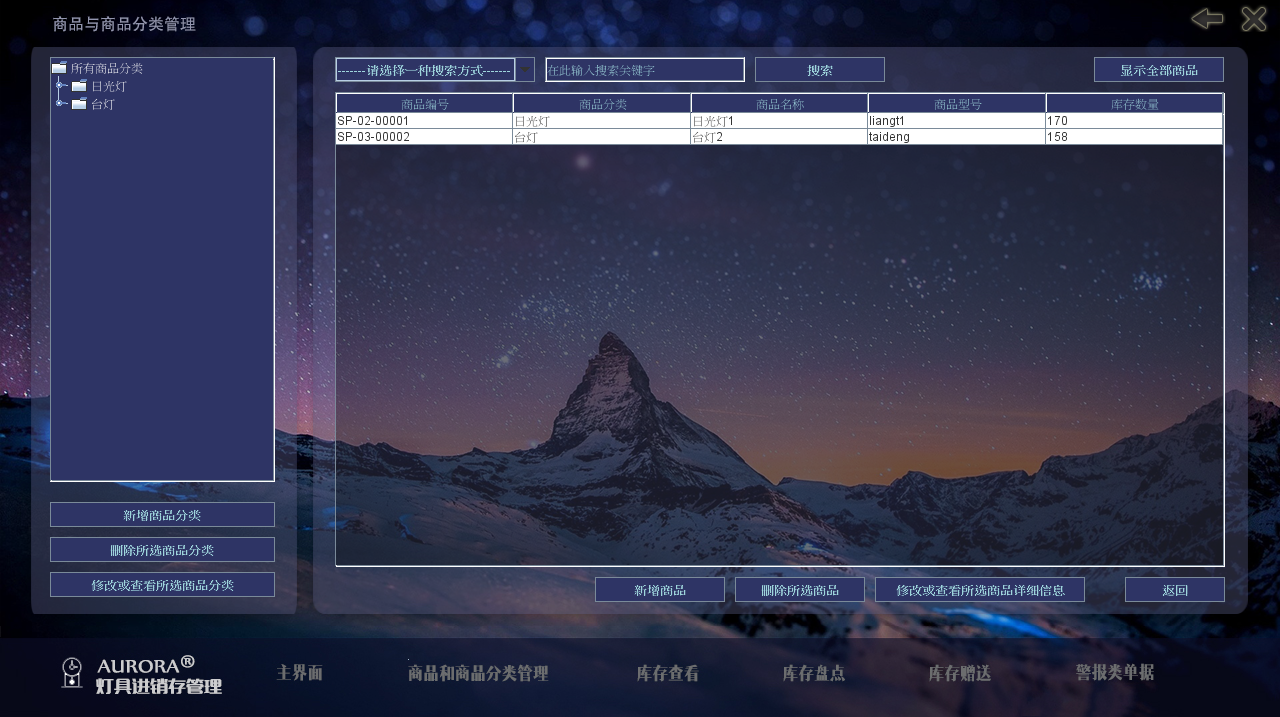 商品与商品分类管理
所有商品分类
日光灯
台灯
新增商品分类
删除所选商品分类
修改或查看所选商品分类
-------请选择一种搜索方式------- 在此输入搜索关键字 搜索 显示全部商品
商品编号 商品分类 商品名称 商品型号 库存数量
SP-02-00001 日光灯 日光灯1 liangt1 170
SP-03-00002 台灯 台灯2 taideng 158
新增商品 删除所选商品 修改或查看所选商品详细信息 返回
AURORA®
灯具进销存管理
主界面 商品和商品分类管理 库存查看 库存盘点 库存赠送 警报类单据